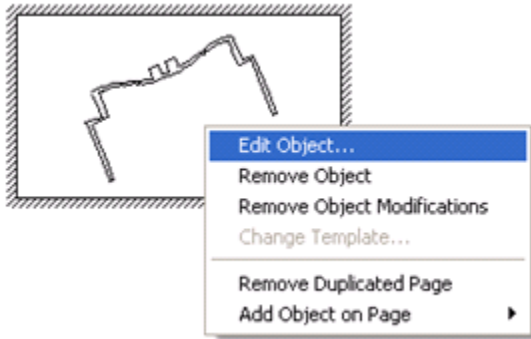 Edit Object...
Remove Object
Remove Object Modifications
Change Template...
Remove Duplicated Page
Add Object on Page